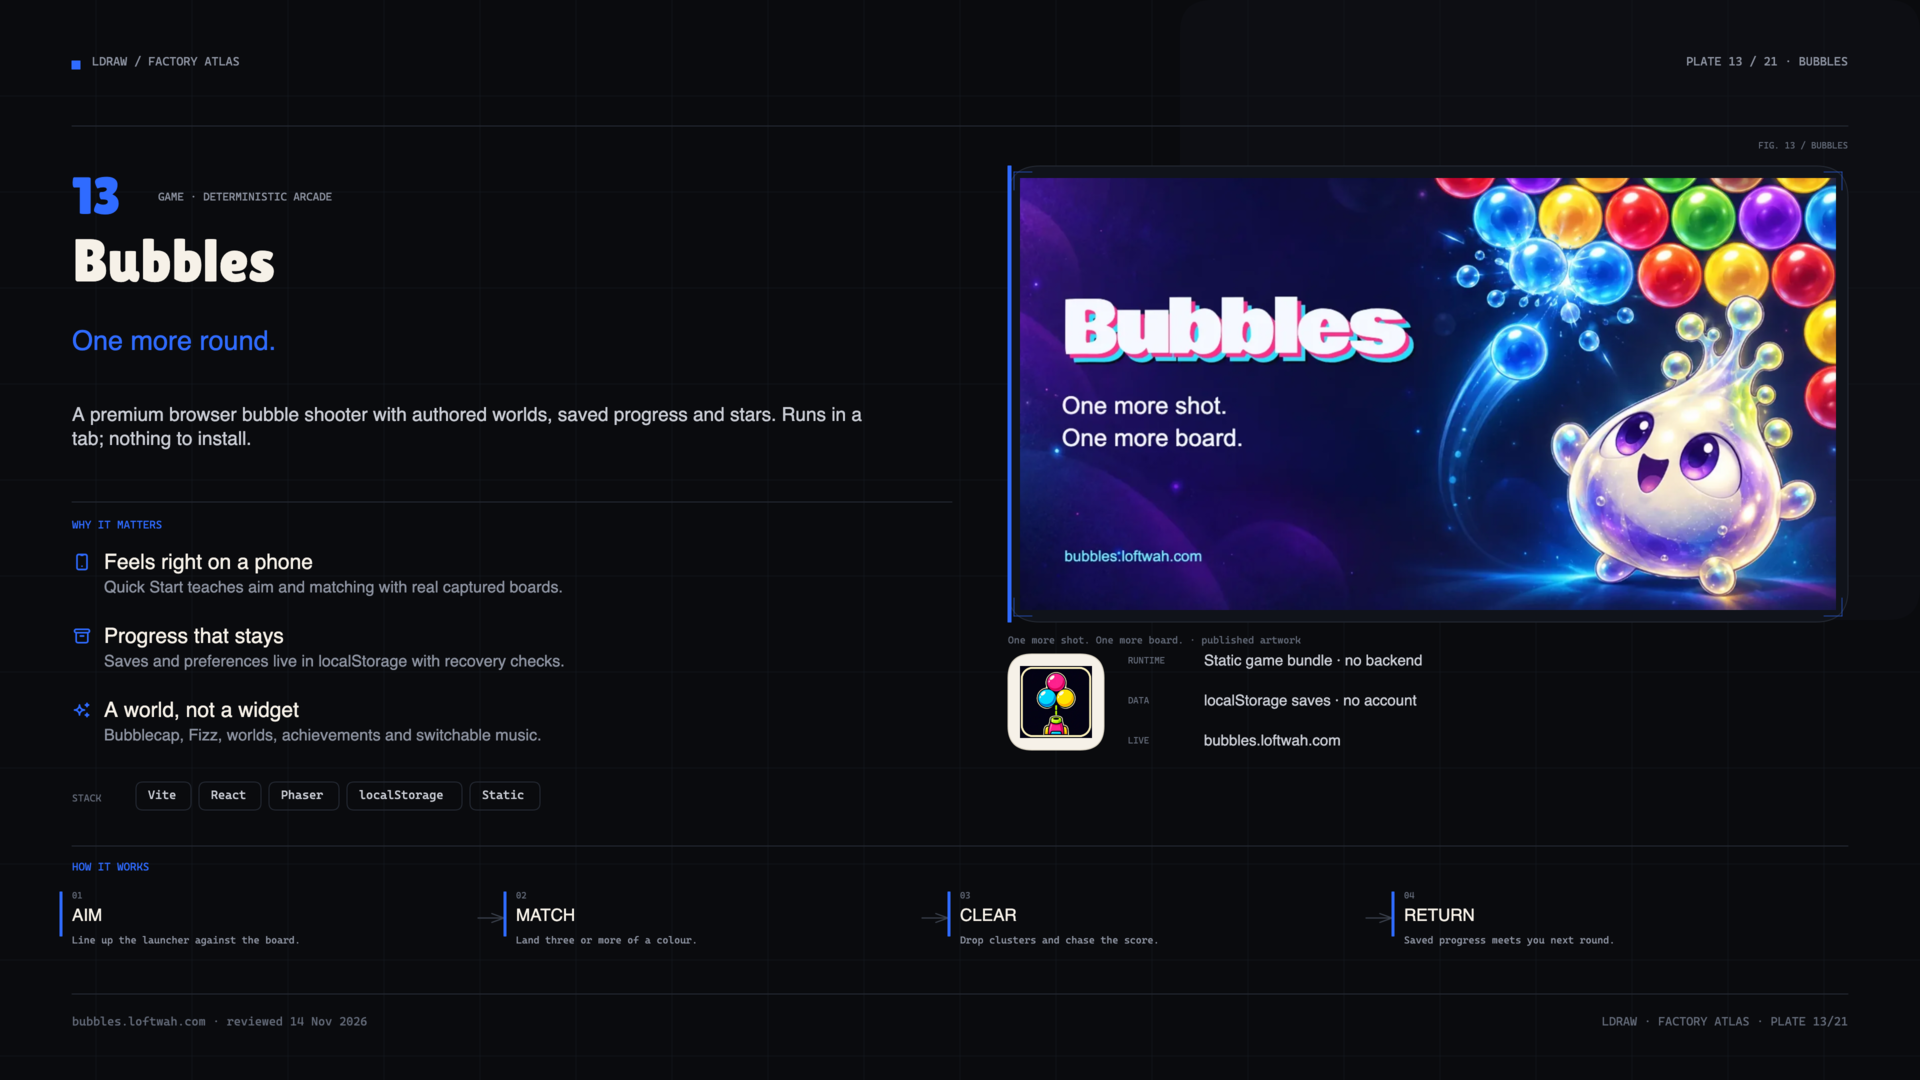 LDRAW / FACTORY ATLAS
PLATE 13 / 21 · BUBBLES
FIG. 13 / BUBBLES
13
GAME · DETERMINISTIC ARCADE
Bubbles
One more round.
A premium browser bubble shooter with authored worlds, saved progress and stars. Runs in a
tab; nothing to install.
WHY IT MATTERS
Feels right on a phone
Quick Start teaches aim and matching with real captured boards.
Progress that stays
Saves and preferences live in localStorage with recovery checks.
A world, not a widget
Bubblecap, Fizz, worlds, achievements and switchable music.
STACK
Vite
React
Phaser
localStorage
Static
Bubbles
One more shot.
One more board.
bubbles.loftwah.com
One more shot. One more board. · published artwork
RUNTIME
Static game bundle · no backend
DATA
localStorage saves · no account
LIVE
bubbles.loftwah.com
HOW IT WORKS
01
AIM
Line up the launcher against the board.
02
MATCH
Land three or more of a colour.
03
CLEAR
Drop clusters and chase the score.
04
RETURN
Saved progress meets you next round.
bubbles.loftwah.com · reviewed 14 Nov 2026
LDRAW · FACTORY ATLAS · PLATE 13/21